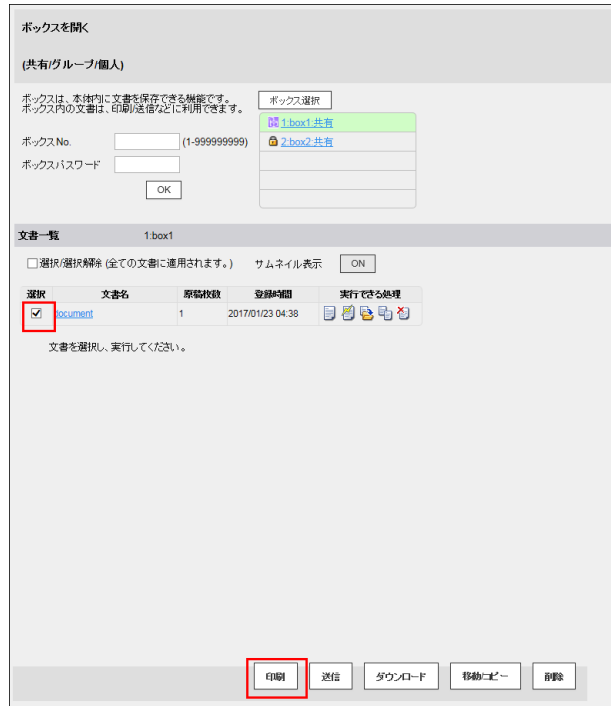 ボックスを開く
(共有/グループ/個人)
ボックスは、本体内に文書を保存できる機能です。
ボックス内の文書は、印刷/送信などに利用できます。
ボックス選択
1:box1:共有
ボックスNo.
(1-999999999)
2:box2:共有
ボックスパスワード
OK
文書一覧 1:box1
選択/選択解除 (全ての文書に適用されます。) サムネイル表示 ON
選択 文書名 原稿枚数 登録時間 実行できる処理
document 1 2017/01/23 04:38
文書を選択し、実行してください。
印刷 送信 ダウンロード 移動/コピー 削除